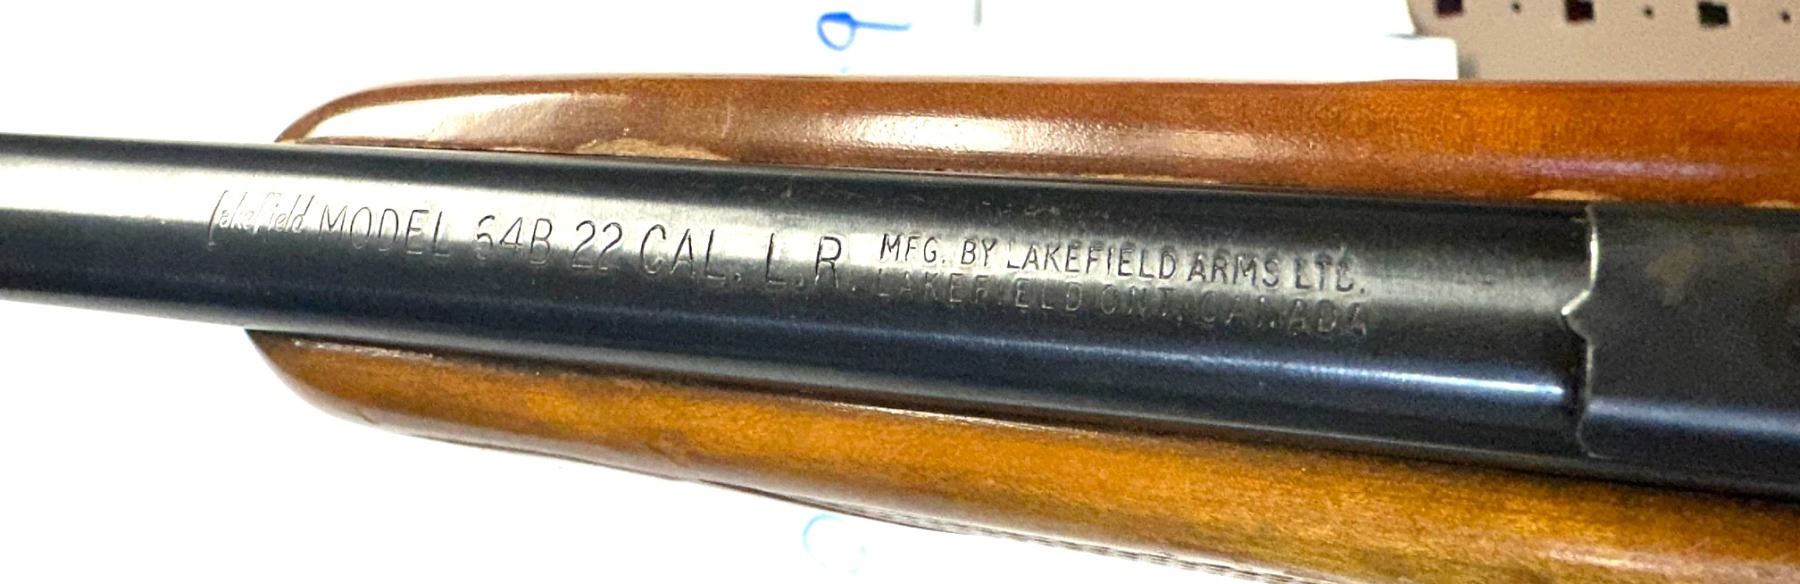 Lakefield MODEL 64B 22 CAL. L.R. MFG. BY LAKEFIELD ARMS LTD.
LAKEFIELD ONT. CANADA